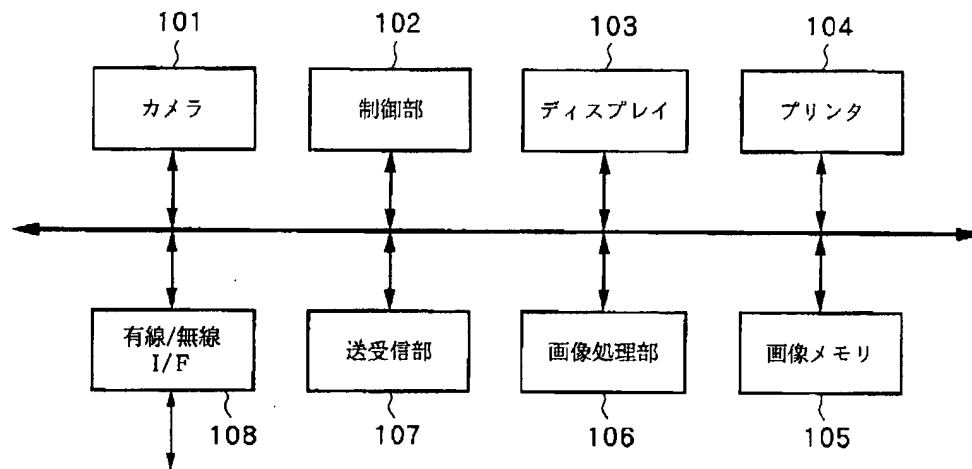 101
102
103
104
カメラ
制御部
ディスプレイ
プリンタ
有線/無線
I/F
送受信部
画像処理部
画像メモリ
108
107
106
105